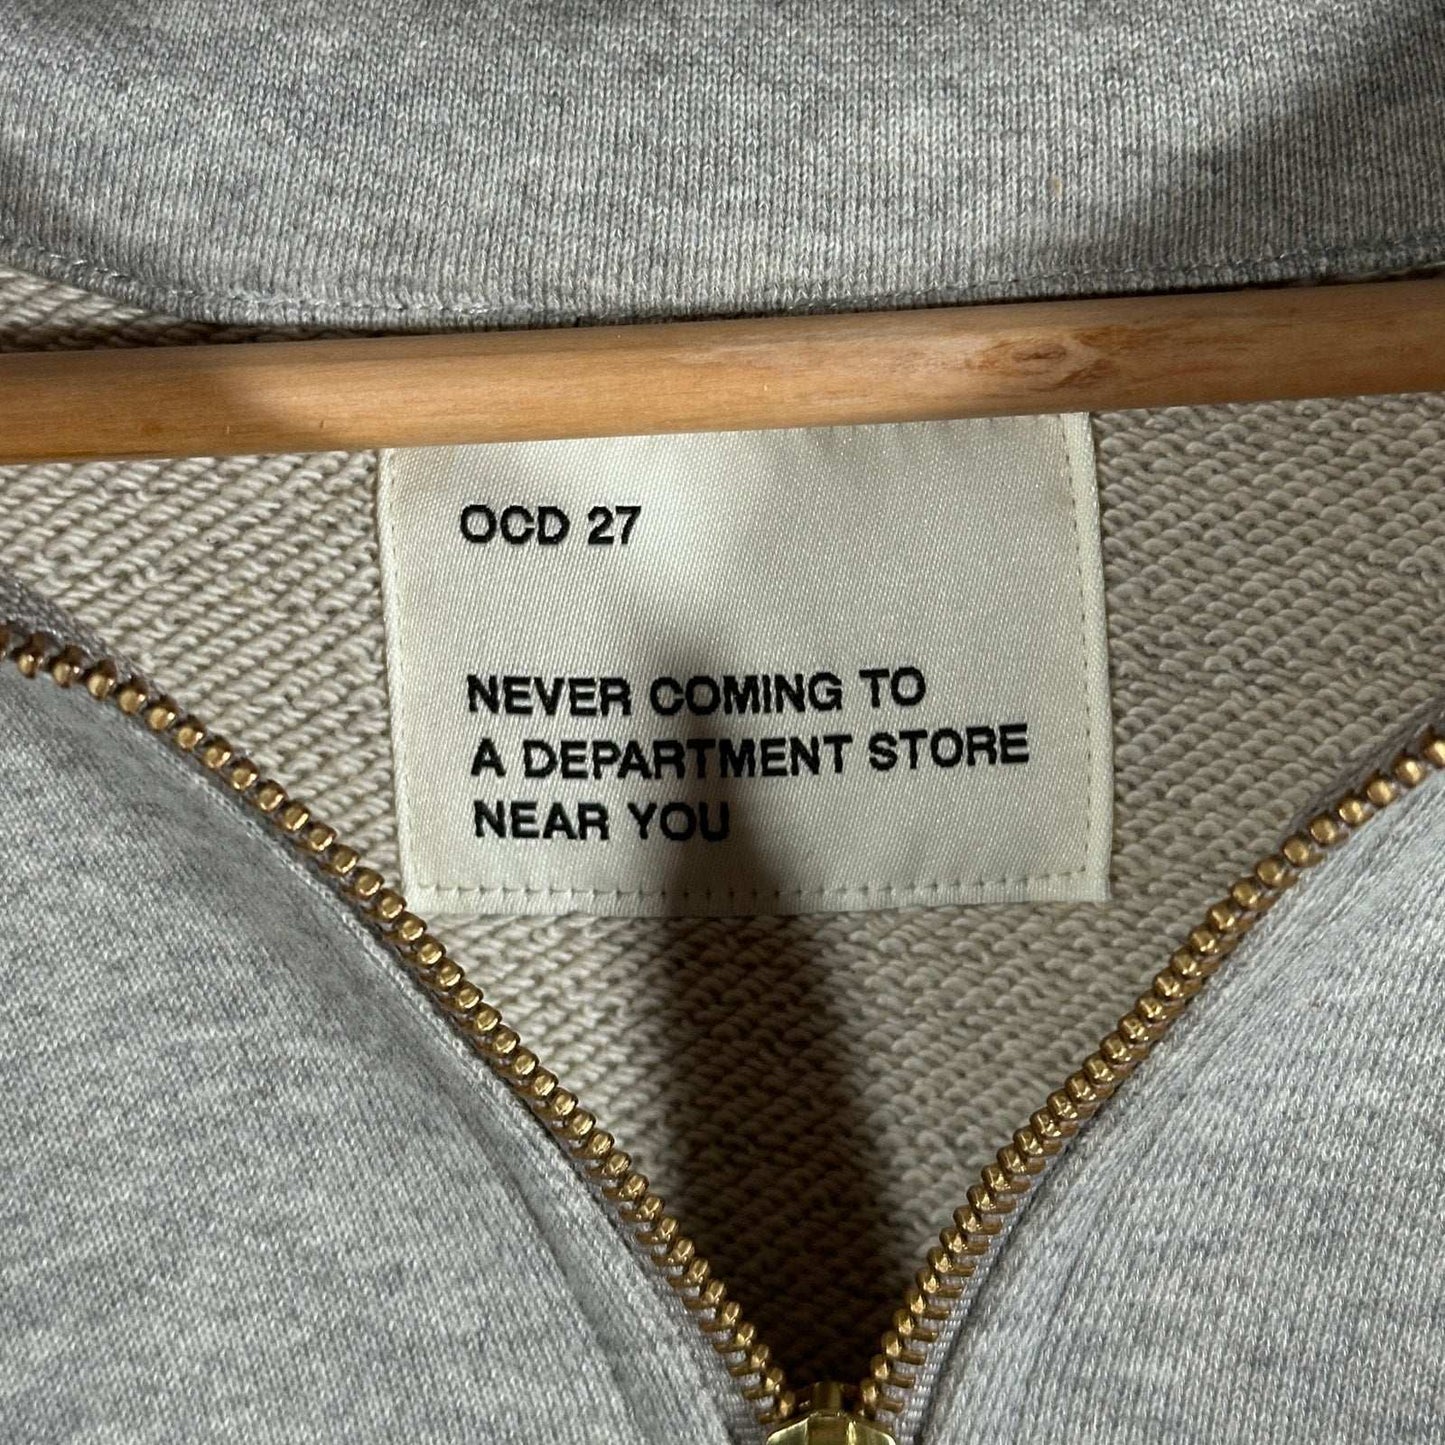 OCD 27
NEVER COMING TO
A DEPARTMENT STORE
NEAR YOU